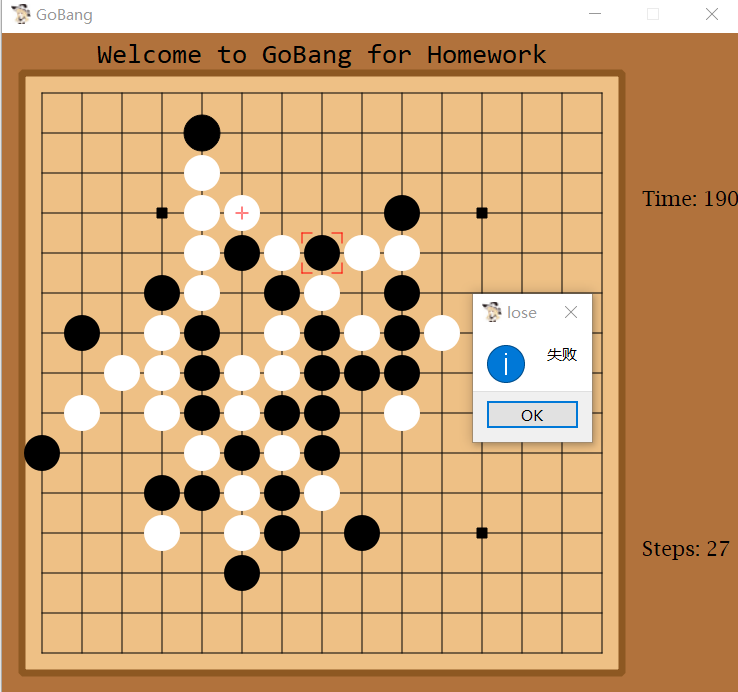 GoBang
Welcome to GoBang for Homework
Time: 190
lose
失败
OK
Steps: 27